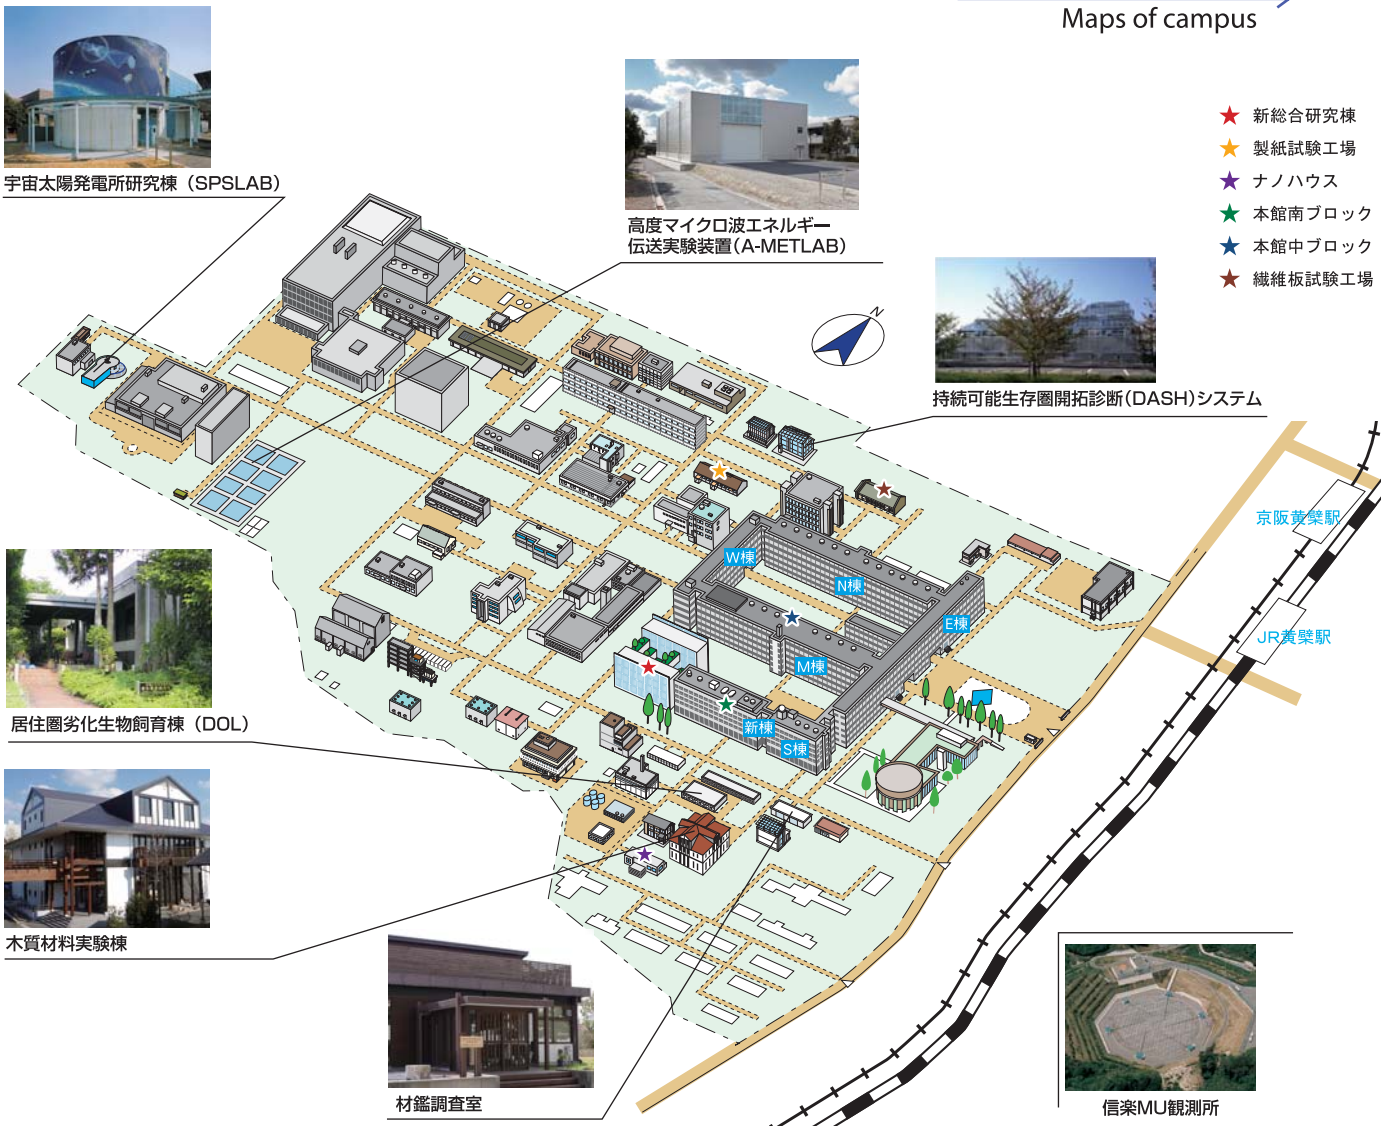 Maps of campus
宇宙太陽発電所研究棟（SPSLAB）
高度マイクロ波エネルギー
伝送実験装置（A-METLAB）
新総合研究棟
製紙試験工場
ナノハウス
本館南ブロック
本館中ブロック
繊維板試験工場
N
持続可能生存圏開拓診断（DASH）システム
京阪黄檗駅
W棟
N棟
E棟
JR黄檗駅
M棟
新棟
S棟
居住圏劣化生物飼育棟（DOL）
木質材料実験棟
材鑑調査室
信楽MU観測所